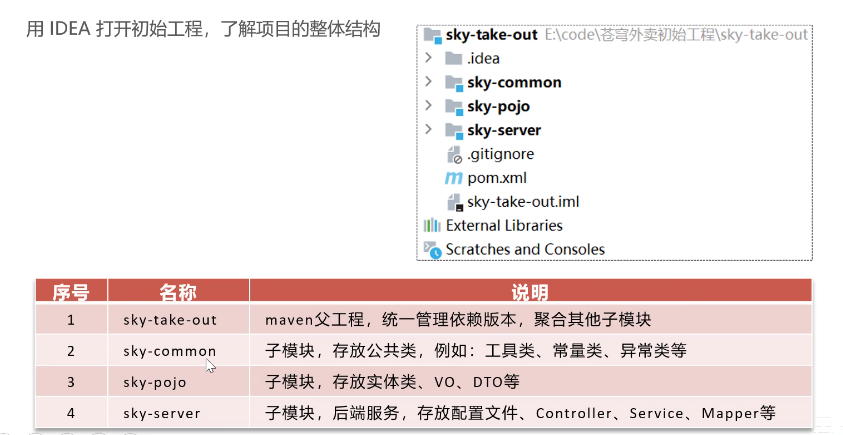 用 IDEA 打开初始工程，了解项目的整体结构
sky-take-out E:\code\苍穹外卖初始工程\sky-take-out
.idea
sky-common
sky-pojo
sky-server
.gitignore
pom.xml
sky-take-out.iml
External Libraries
Scratches and Consoles
序号 名称 说明
1 sky-take-out maven父工程，统一管理依赖版本，聚合其他子模块
2 sky-common 子模块，存放公共类，例如：工具类、常量类、异常类等
3 sky-pojo 子模块，存放实体类、VO、DTO等
4 sky-server 子模块，后端服务，存放配置文件、Controller、Service、Mapper等